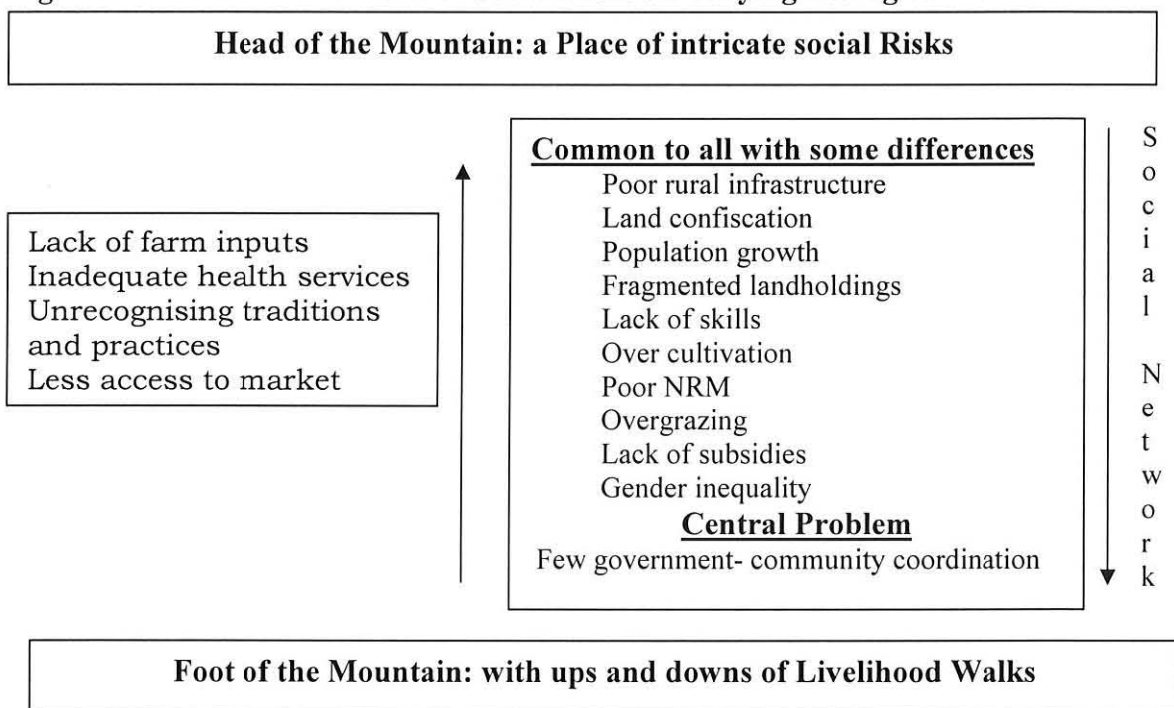 Head of the Mountain: a Place of intricate social Risks
Common to all with some differences
Poor rural infrastructure
Land confiscation
Population growth
Fragmented landholdings
Lack of skills
Over cultivation
Poor NRM
Overgrazing
Lack of subsidies
Gender inequality
Central Problem
Few government- community coordination
Lack of farm inputs
Inadequate health services
Unrecognising traditions
and practices
Less access to market
Social Network
Foot of the Mountain: with ups and downs of Livelihood Walks